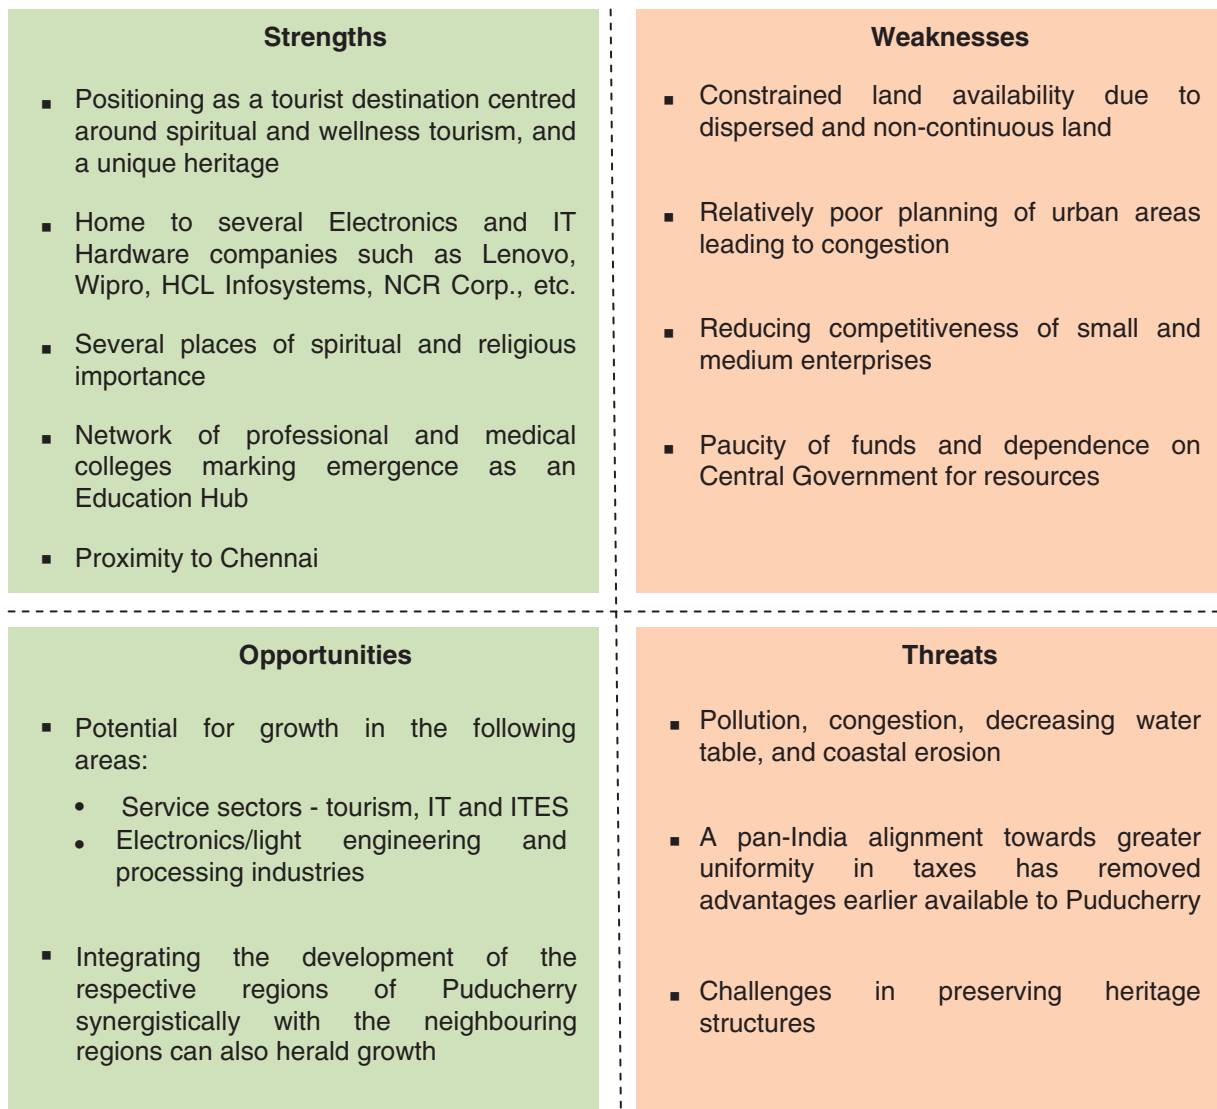 Strengths
▪ Positioning as a tourist destination centred
around spiritual and wellness tourism, and
a unique heritage
▪ Home to several Electronics and IT
Hardware companies such as Lenovo,
Wipro, HCL Infosystems, NCR Corp., etc.
▪ Several places of spiritual and religious
importance
▪ Network of professional and medical
colleges marking emergence as an
Education Hub
▪ Proximity to Chennai
Weaknesses
▪ Constrained land availability due to
dispersed and non-continuous land
▪ Relatively poor planning of urban areas
leading to congestion
▪ Reducing competitiveness of small and
medium enterprises
▪ Paucity of funds and dependence on
Central Government for resources
Opportunities
▪ Potential for growth in the following
areas:
• Service sectors - tourism, IT and ITES
• Electronics/light engineering and
processing industries
▪ Integrating the development of the
respective regions of Puducherry
synergistically with the neighbouring
regions can also herald growth
Threats
▪ Pollution, congestion, decreasing water
table, and coastal erosion
▪ A pan-India alignment towards greater
uniformity in taxes has removed
advantages earlier available to Puducherry
▪ Challenges in preserving heritage
structures